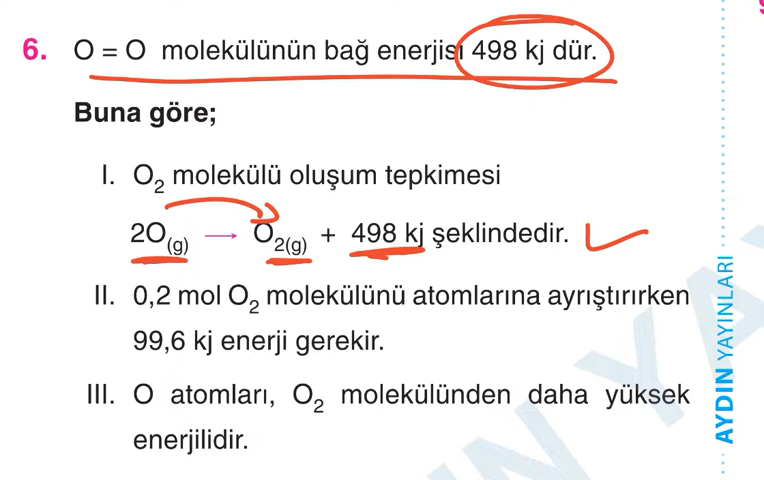 6. O = O molekülünün bağ enerjisi 498 kj dür.
Buna göre;
I. O₂ molekülü oluşum tepkimesi
2O(g) → O₂(g) + 498 kj şeklindedir.
II. 0,2 mol O₂ molekülünü atomlarına ayrıştırırken
99,6 kj enerji gerekir.
III. O atomları, O₂ molekülünden daha yüksek
enerjilidir.
AYDIN YAYINLARI